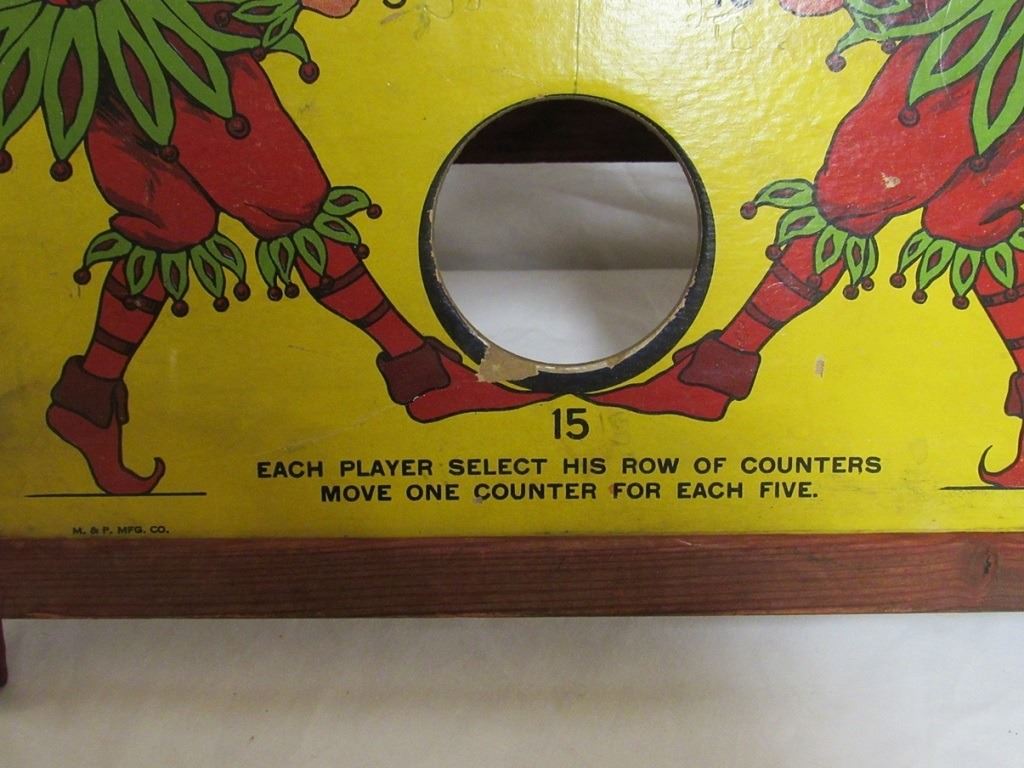 15
EACH PLAYER SELECT HIS ROW OF COUNTERS
MOVE ONE COUNTER FOR EACH FIVE.
M. & P. MFG. CO.